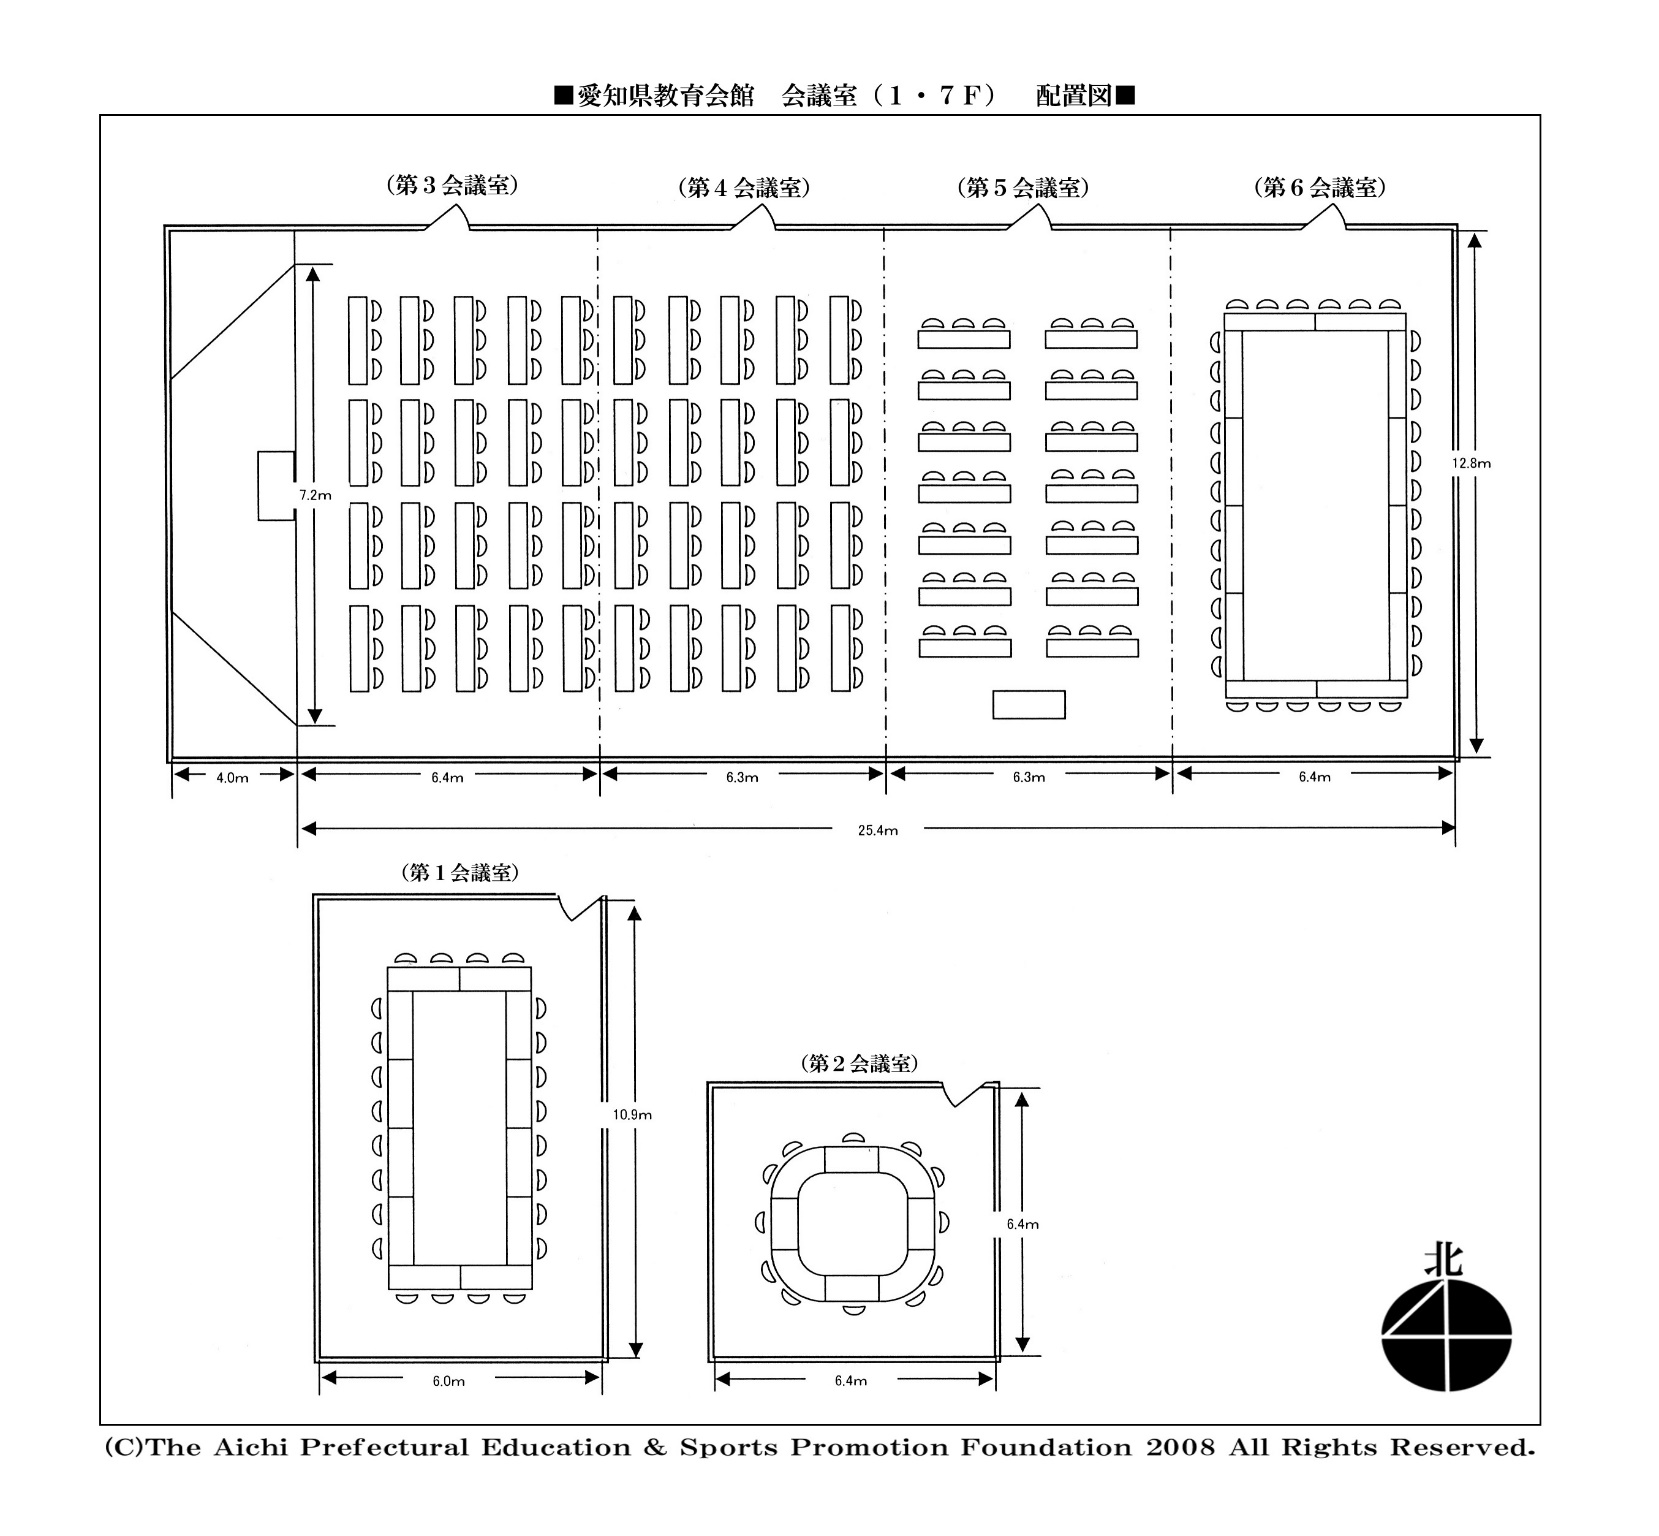 ■愛知県教育会館　会議室（１・７Ｆ）　配置図■
（第３会議室）
（第４会議室）
（第５会議室）
（第６会議室）
7.2m
12.8m
4.0m
6.4m
6.3m
6.3m
6.4m
25.4m
（第１会議室）
10.9m
6.0m
（第２会議室）
6.4m
6.4m
北
(C)The Aichi Prefectural Education & Sports Promotion Foundation 2008 All Rights Reserved.